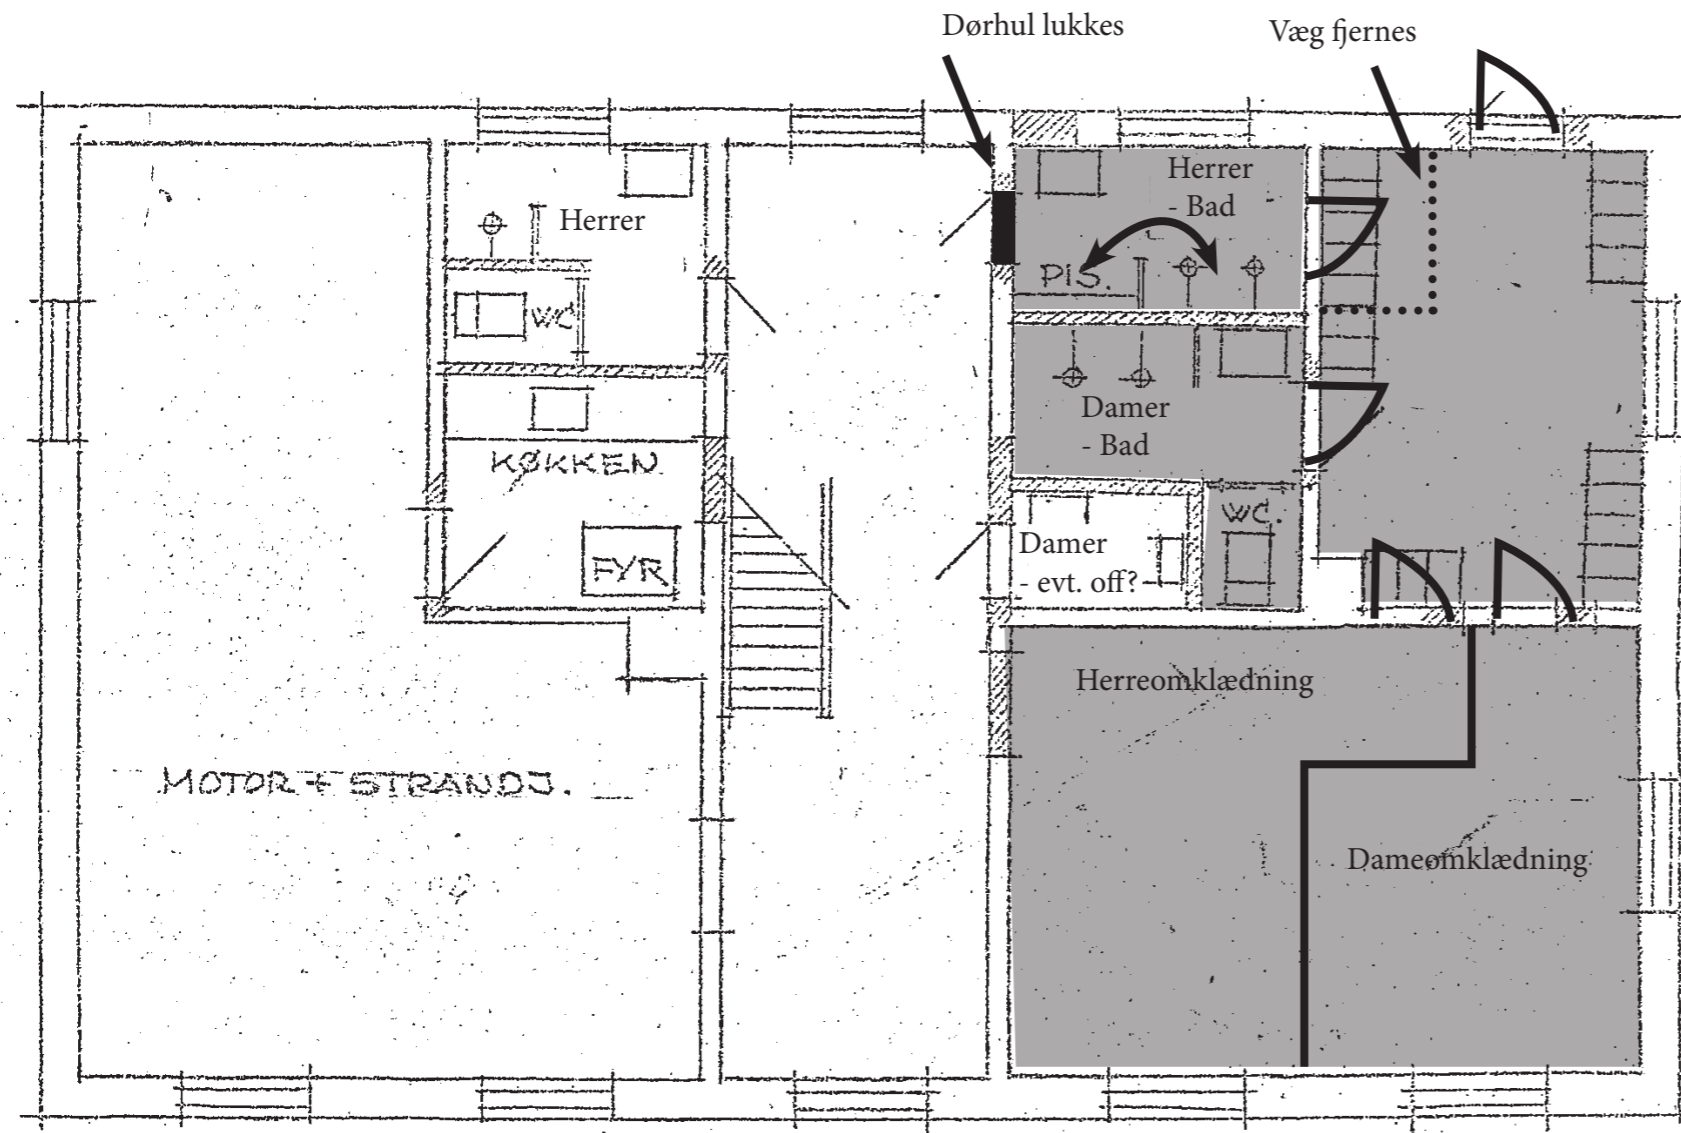 Dørhul lukkes
Væg fjernes
Herrer
- Bad
Herrer
PIS.
WC
Damer
- Bad
KØKKEN
WC.
Damer
- evt. off?
FYR
Herreomklædning
MOTOR + STRANDJ.
Dameomklædning